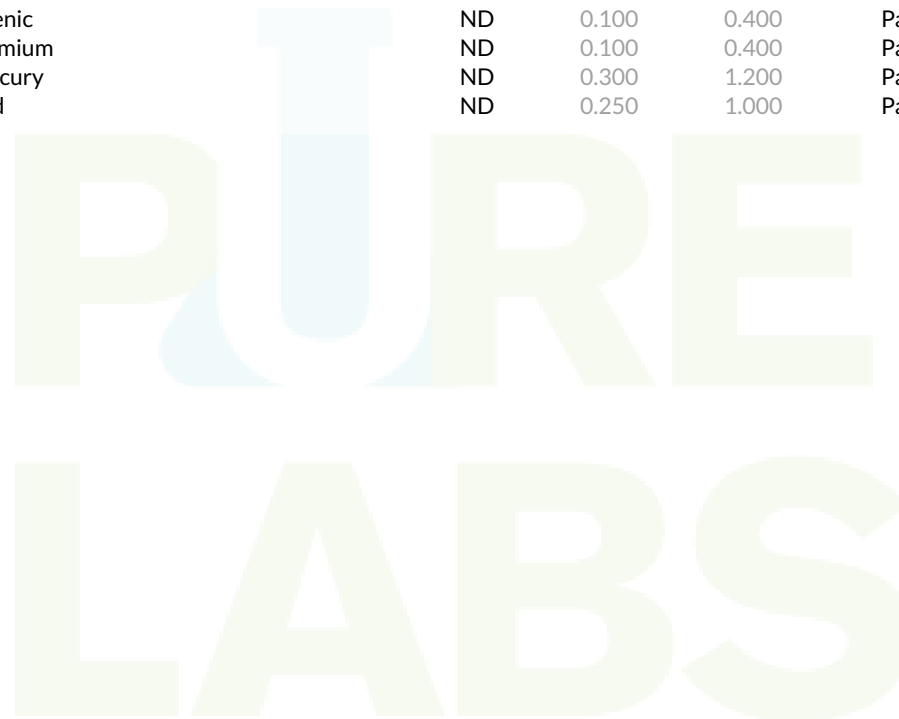 enic ND 0.100 0.400 Pa
mium ND 0.100 0.400 Pa
cury ND 0.300 1.200 Pa
d ND 0.250 1.000 Pa
PURE
LABS